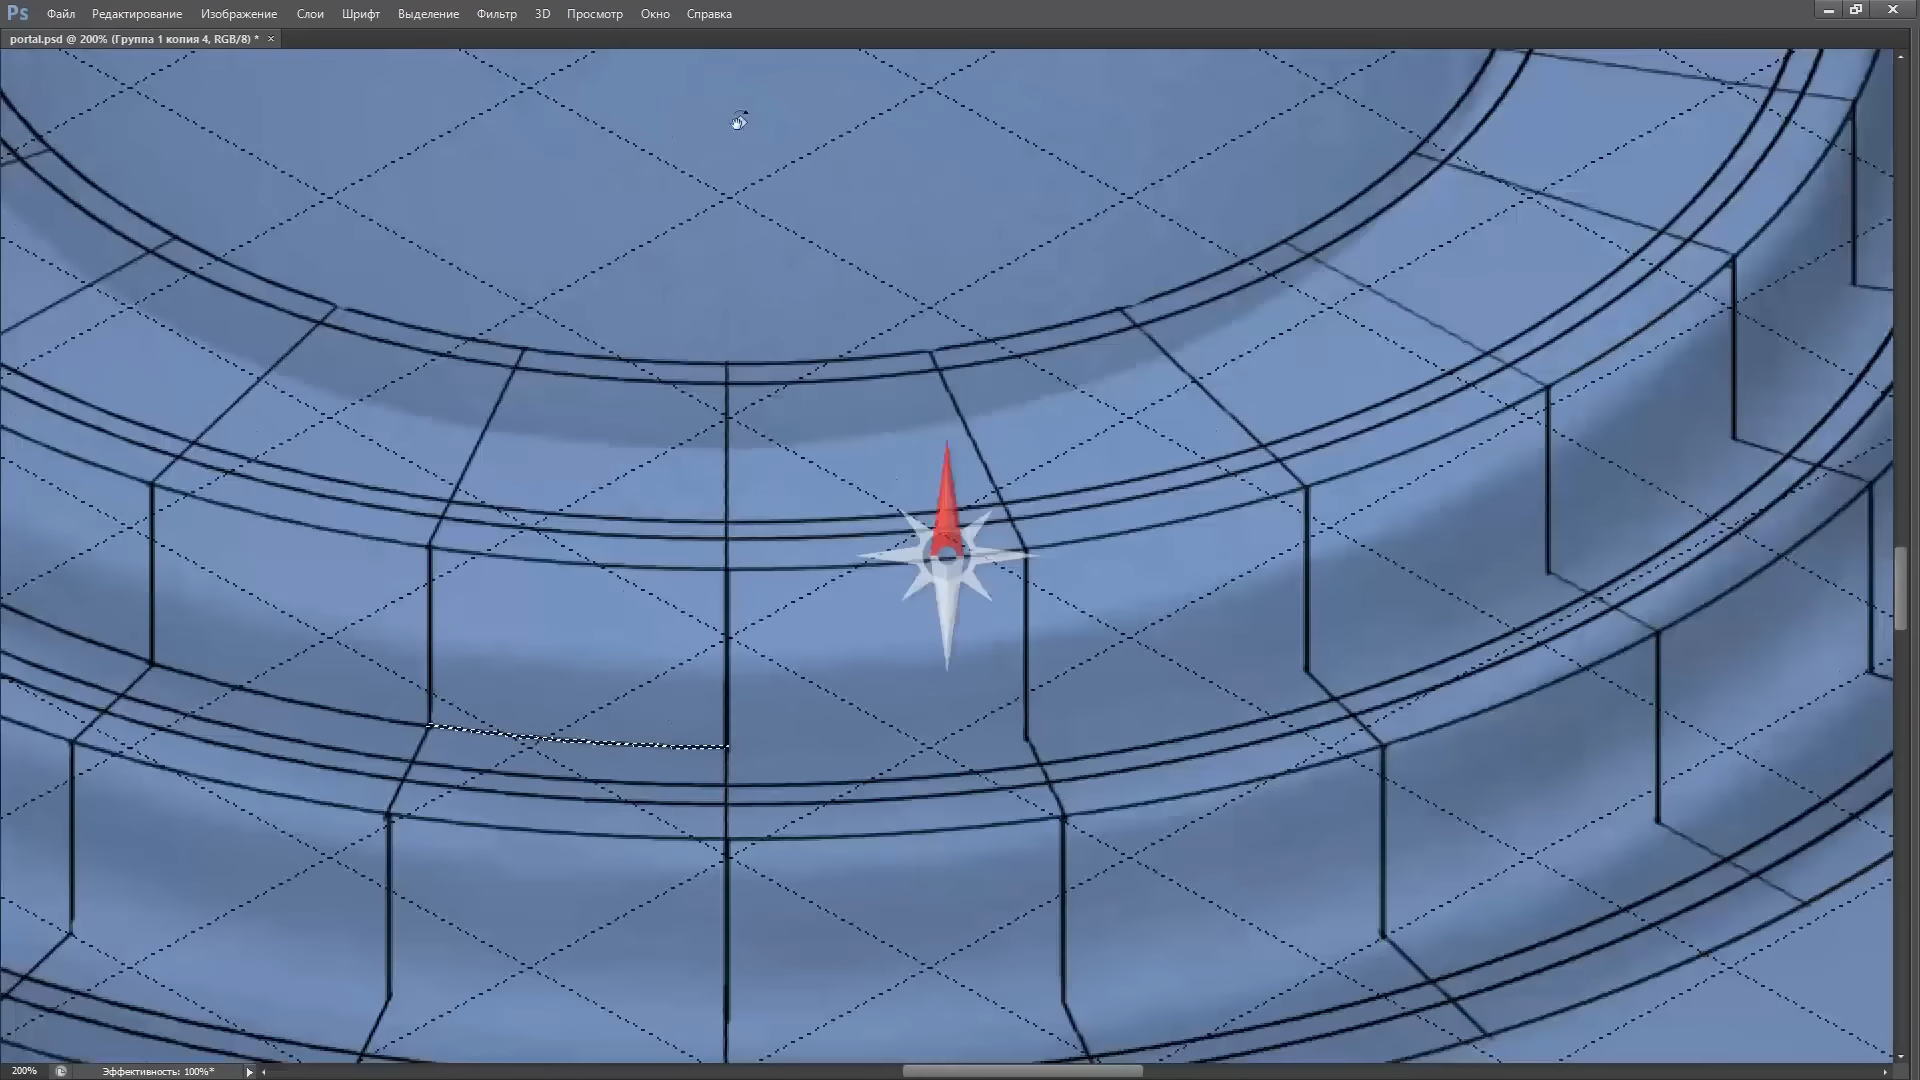 Ps Файл Редактирование Изображение Слои Шрифт Выделение Фильтр 3D Просмотр Окно Справка
portal.psd @ 200% (Группа 1 копия 4, RGB/8) * ×
200% Эффективность: 100%*